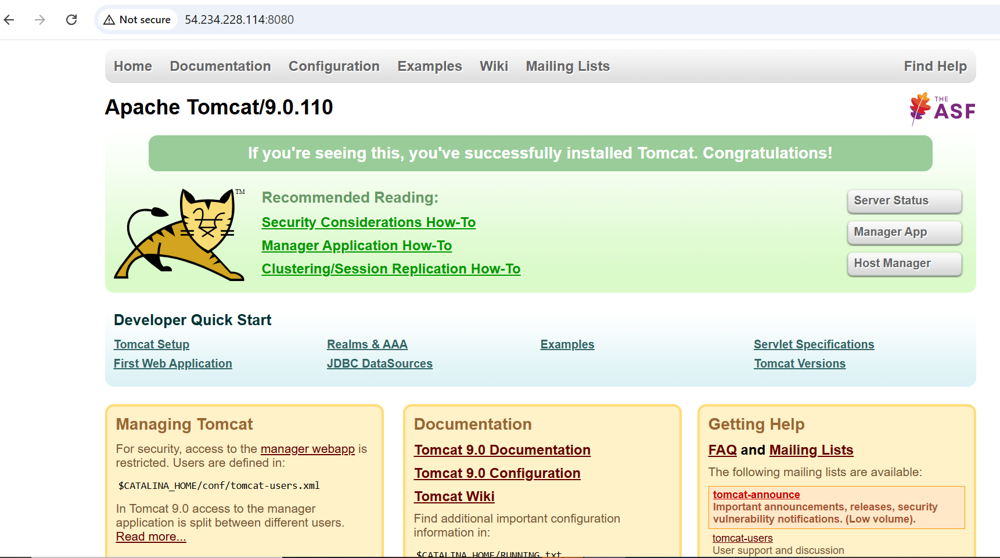 Not secure 54.234.228.114:8080
Home Documentation Configuration Examples Wiki Mailing Lists Find Help
Apache Tomcat/9.0.110
THE
ASF
If you're seeing this, you've successfully installed Tomcat. Congratulations!
TM
Recommended Reading:
Security Considerations How-To
Manager Application How-To
Clustering/Session Replication How-To
Server Status
Manager App
Host Manager
Developer Quick Start
Tomcat Setup
First Web Application
Realms & AAA
JDBC DataSources
Examples
Servlet Specifications
Tomcat Versions
Managing Tomcat
For security, access to the manager webapp is
restricted. Users are defined in:
$CATALINA_HOME/conf/tomcat-users.xml
In Tomcat 9.0 access to the manager
application is split between different users.
Read more...
Documentation
Tomcat 9.0 Documentation
Tomcat 9.0 Configuration
Tomcat Wiki
Find additional important configuration
information in:
$CATALINA_HOME/RUNNING.txt
Getting Help
FAQ and Mailing Lists
The following mailing lists are available:
tomcat-announce
Important announcements, releases, security
vulnerability notifications. (Low volume).
tomcat-users
User support and discussion